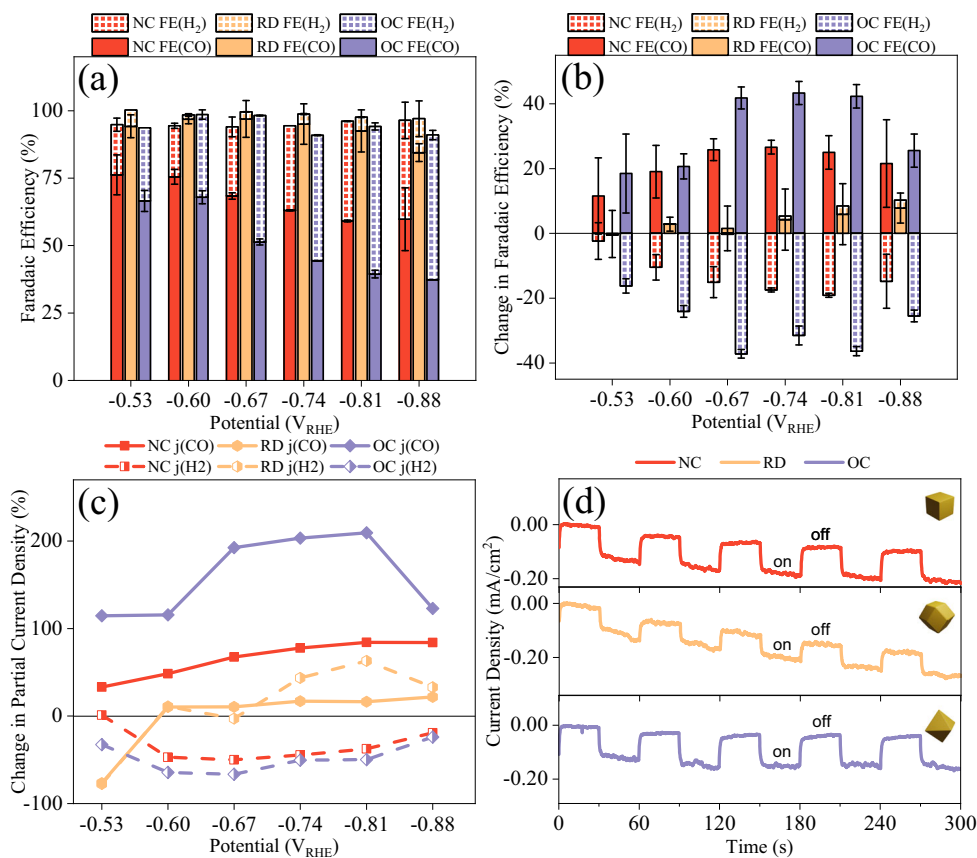 NC FE(H₂) RD FE(H₂) OC FE(H₂)
NC FE(CO) RD FE(CO) OC FE(CO)
(a)
Faradaic Efficiency (%)
100
75
50
25
0
-0.53 -0.60 -0.67 -0.74 -0.81 -0.88
Potential (V_RHE)
NC FE(H₂) RD FE(H₂) OC FE(H₂)
NC FE(CO) RD FE(CO) OC FE(CO)
(b)
Change in Faradaic Efficiency (%)
40
20
0
-20
-40
-0.53 -0.60 -0.67 -0.74 -0.81 -0.88
Potential (V_RHE)
NC j(CO) RD j(CO) OC j(CO)
NC j(H2) RD j(H2) OC j(H2)
(c)
Change in Partial Current Density (%)
200
100
0
-100
-0.53 -0.60 -0.67 -0.74 -0.81 -0.88
Potential (V_RHE)
NC RD OC
(d)
Current Density (mA/cm²)
0.00
off
on
-0.20
0.00
off
on
-0.20
0.00
off
on
-0.20
0 60 120 180 240 300
Time (s)